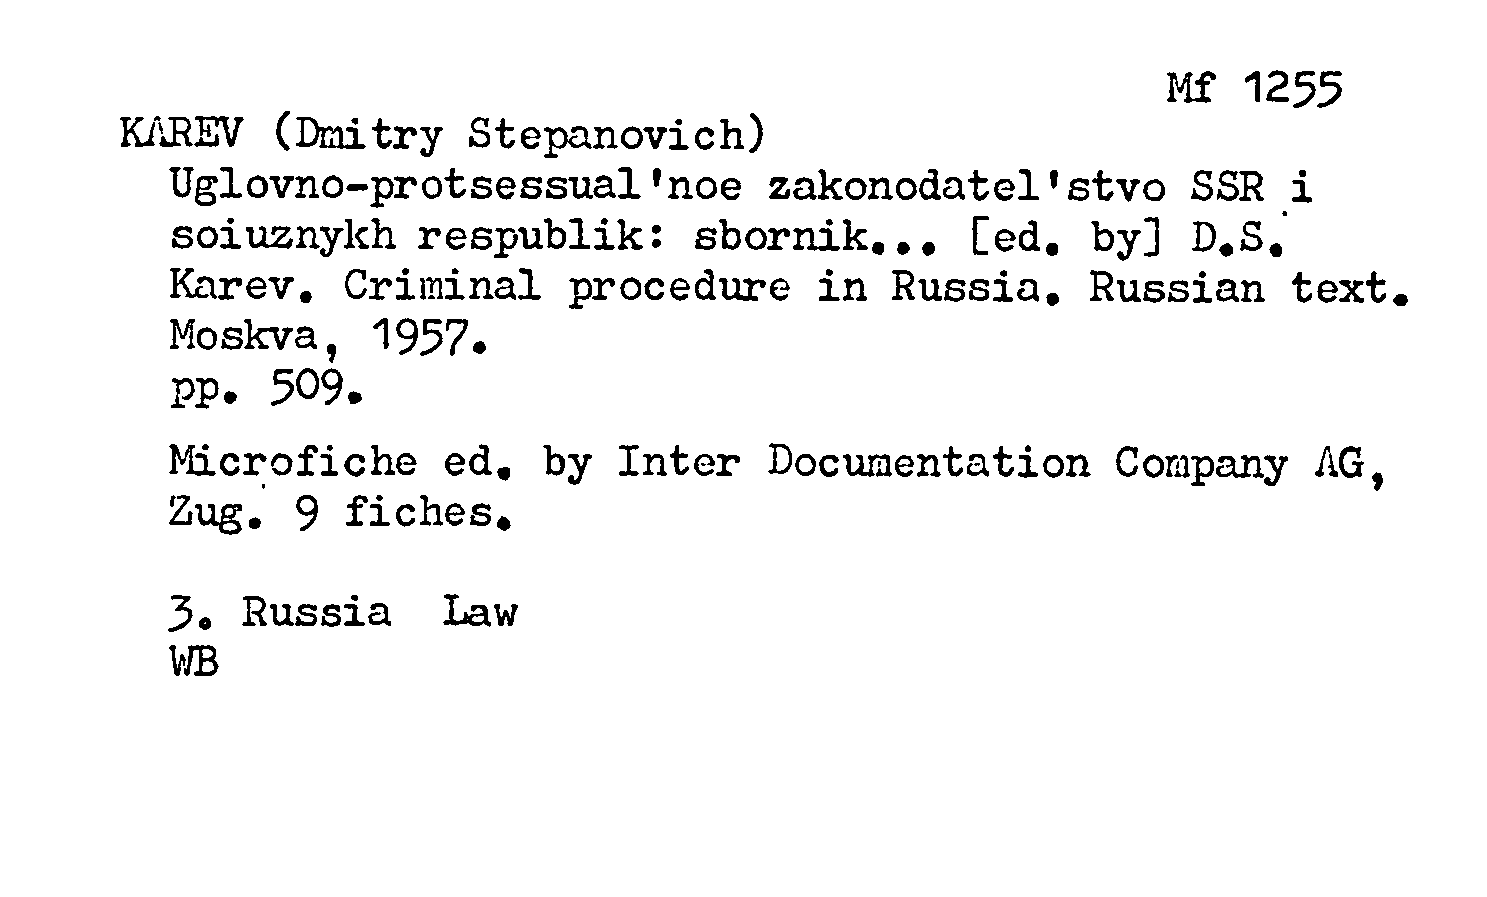 Mf 1255
KAREV (Dmitry Stepanovich)
Uglovno-protsessual'noe zakonodatel'stvo SSR i
soiuznykh respublik: sbornik... [ed. by] D.S.
Karev. Criminal procedure in Russia. Russian text.
Moskva, 1957.
pp. 509.
Microfiche ed. by Inter Documentation Company AG,
Zug. 9 fiches.
3. Russia Law
WB